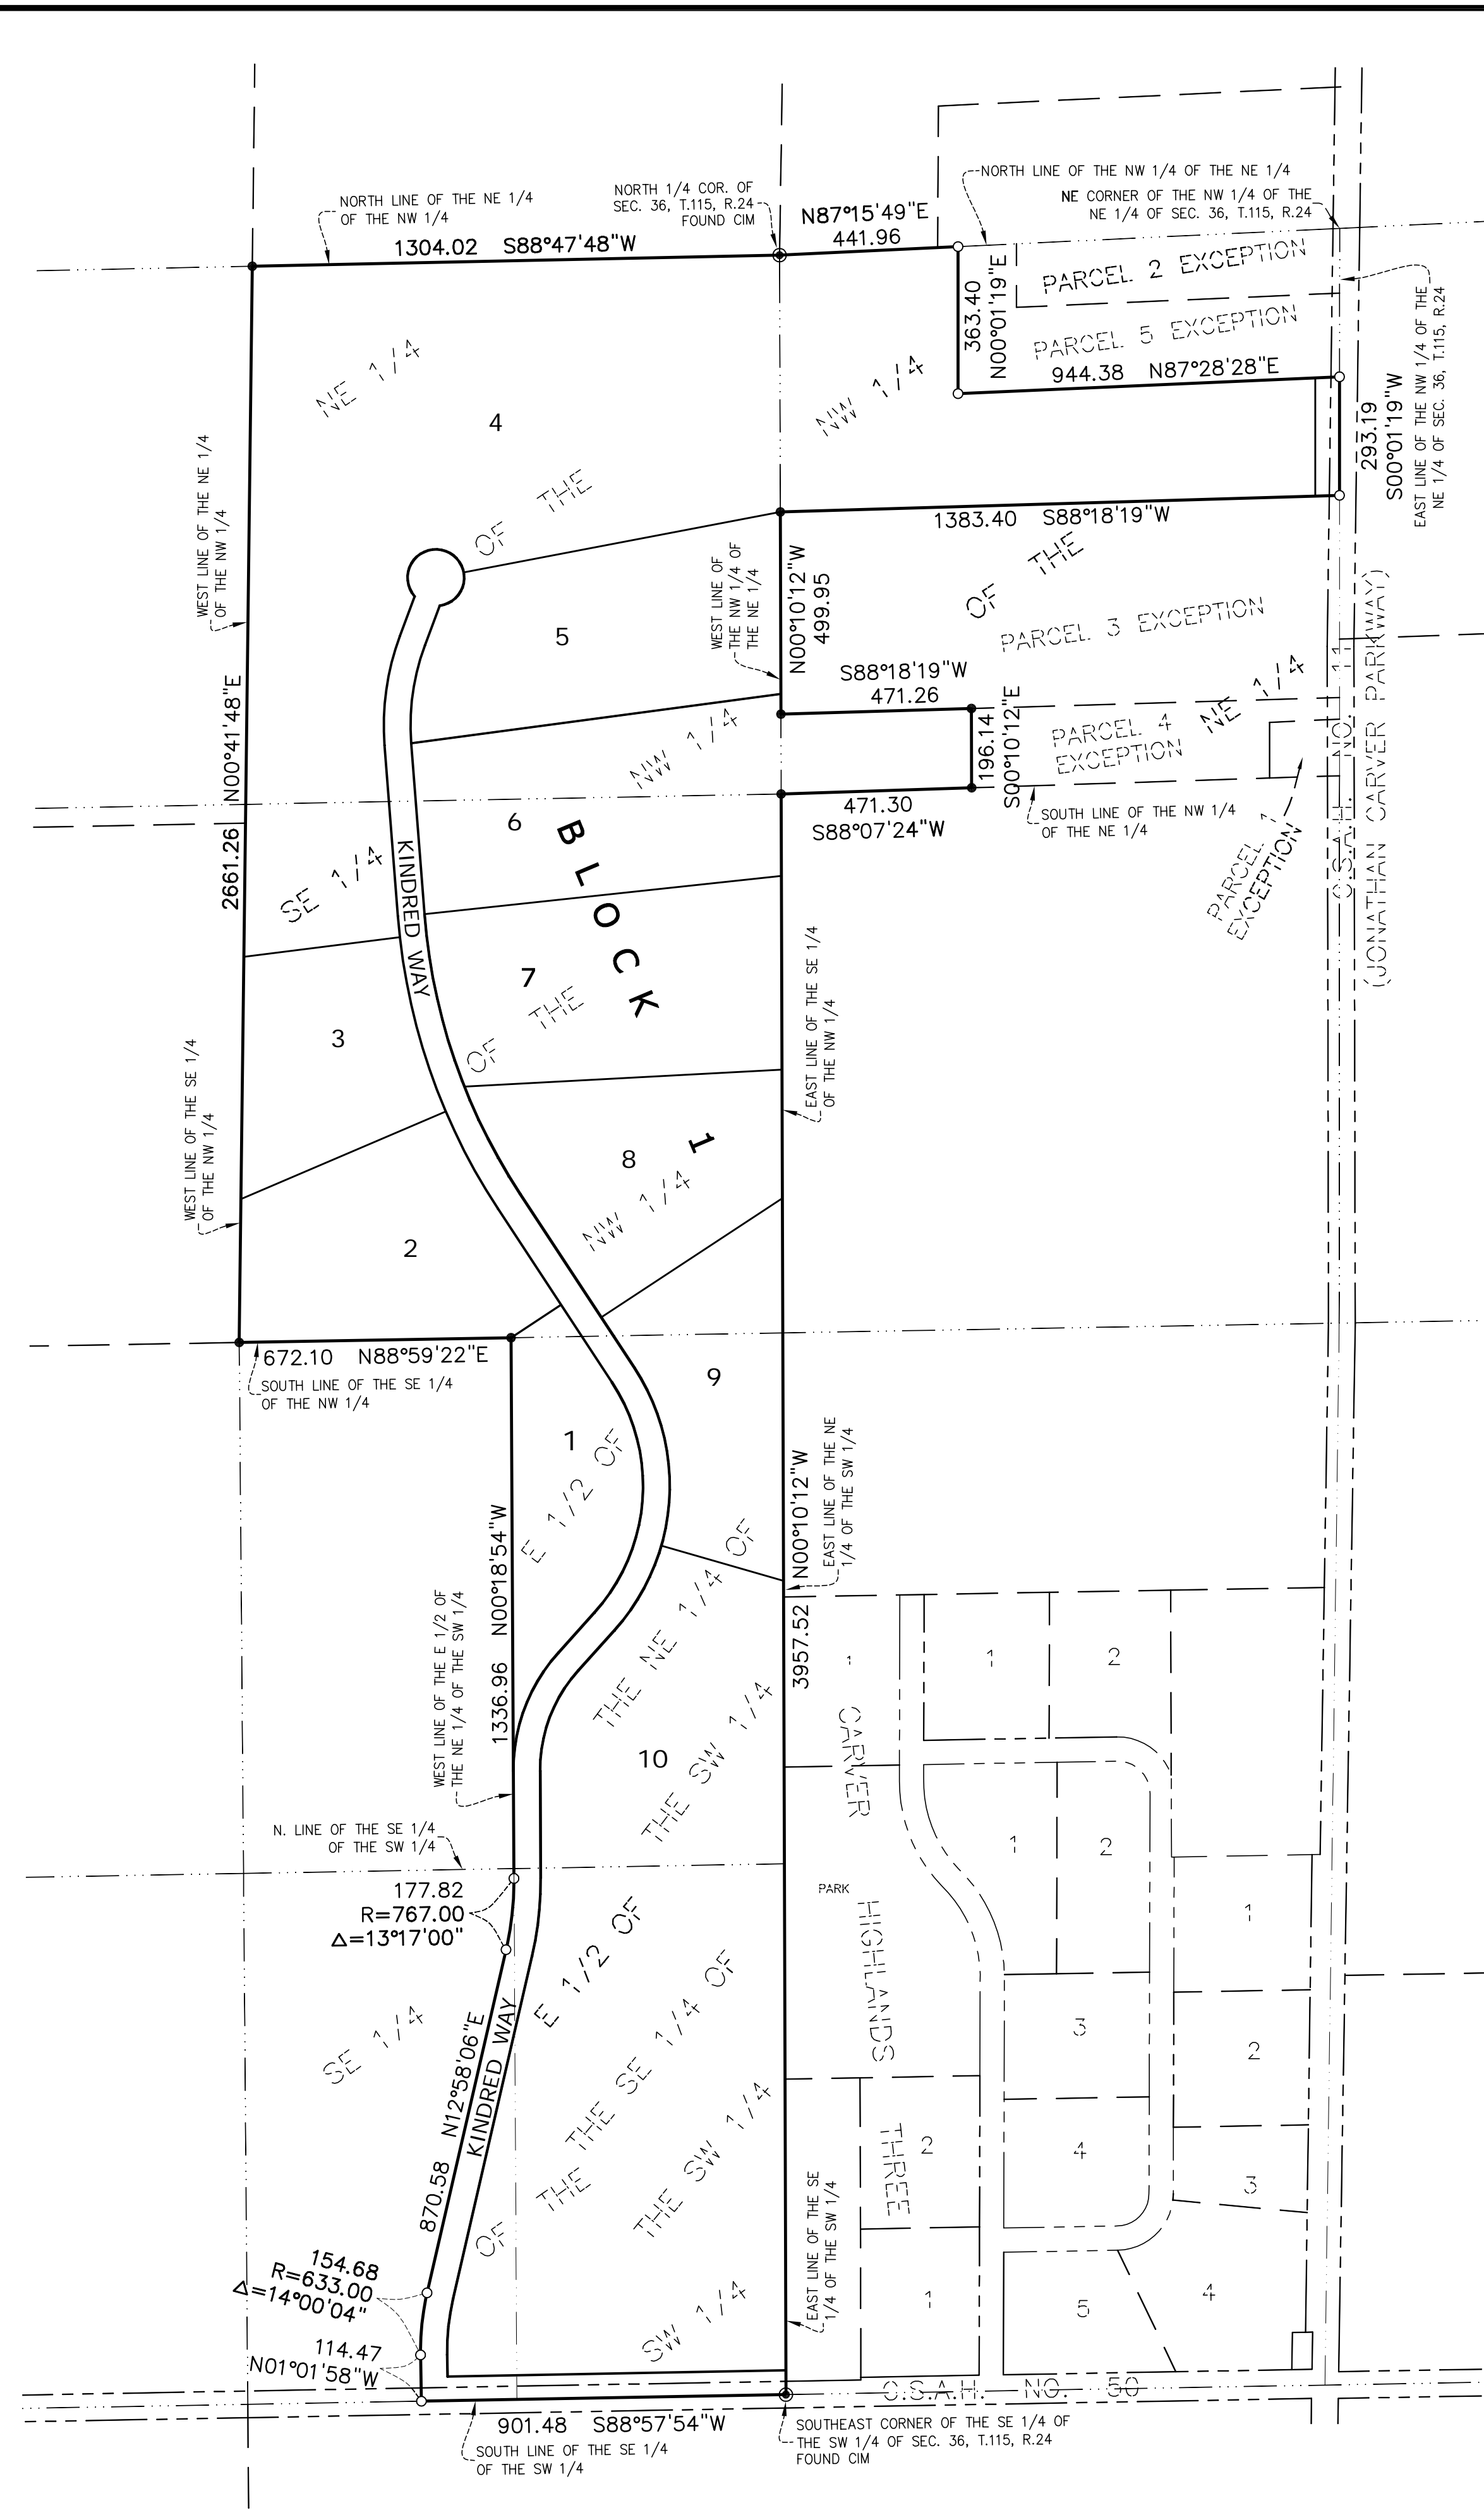 NORTH LINE OF THE NW 1/4 OF THE NE 1/4
NE CORNER OF THE NW 1/4 OF THE
NE 1/4 OF SEC. 36, T.115, R.24
NORTH LINE OF THE NE 1/4
OF THE NW 1/4
NORTH 1/4 COR. OF
SEC. 36, T.115, R.24
FOUND CIM
N87°15'49"E
441.96
1304.02 S88°47'48"W
PARCEL 2 EXCEPTION
PARCEL 5 EXCEPTION
363.40
N00°01'19"E
944.38 N87°28'28"E
293.19
S00°01'19"W
EAST LINE OF THE NW 1/4 OF THE
NE 1/4 OF SEC. 36, T.115, R.24
NE 1/4
OF THE
NW 1/4
NW 1/4
OF THE
NE 1/4
4
WEST LINE OF THE NE 1/4
OF THE NW 1/4
1383.40 S88°18'19"W
WEST LINE OF
THE NW 1/4 OF
THE NE 1/4
N00°10'12"W
499.95
5
PARCEL 3 EXCEPTION
S88°18'19"W
471.26
196.14
S00°10'12"E
PARCEL 4
EXCEPTION
471.30
S88°07'24"W
SOUTH LINE OF THE NW 1/4
OF THE NE 1/4
PARCEL 1
EXCEPTION
C.S.A.H. NO. 11
(JONATHAN CARVER PARKWAY)
2661.26 N00°41'48"E
6
BLOCK
1
KINDRED WAY
SE 1/4
OF THE
NW 1/4
7
3
EAST LINE OF THE SE 1/4
OF THE NW 1/4
WEST LINE OF THE SE 1/4
OF THE NW 1/4
8
2
672.10 N88°59'22"E
SOUTH LINE OF THE SE 1/4
OF THE NW 1/4
9
1
E 1/2 OF
THE NE 1/4 OF
THE SW 1/4
1336.96 N00°18'54"W
WEST LINE OF THE E 1/2 OF
THE NE 1/4 OF THE SW 1/4
3957.52 N00°10'12"W
EAST LINE OF THE NE
1/4 OF THE SW 1/4
10
N. LINE OF THE SE 1/4
OF THE SW 1/4
177.82
R=767.00
Δ=13°17'00"
CARVER
HIGHLANDS
THREE
PARK
1
1
2
1
2
1
3
2
2
4
3
1
5
4
E 1/2 OF
THE SE 1/4 OF
THE SW 1/4
SE 1/4
OF THE
SW 1/4
KINDRED WAY
870.58 N12°58'06"E
154.68
R=633.00
Δ=14°00'04"
114.47
N01°01'58"W
EAST LINE OF THE SE
1/4 OF THE SW 1/4
C.S.A.H. NO. 50
901.48 S88°57'54"W
SOUTH LINE OF THE SE 1/4
OF THE SW 1/4
SOUTHEAST CORNER OF THE SE 1/4 OF
THE SW 1/4 OF SEC. 36, T.115, R.24
FOUND CIM